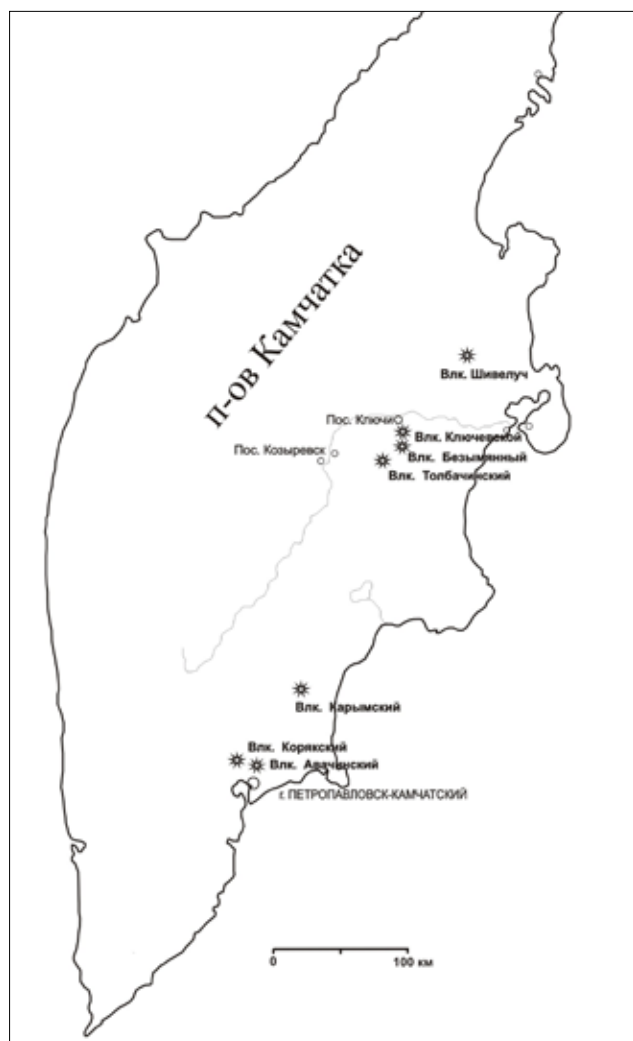 п-ов Камчатка
Влк. Шивелуч
Пос. Ключи
Влк. Ключевской
Пос. Козыревск
Влк. Безымянный
Влк. Толбачинский
Влк. Карымский
Влк. Корякский
Влк. Авачинский
г. ПЕТРОПАВЛОВСК-КАМЧАТСКИЙ
0 100 км